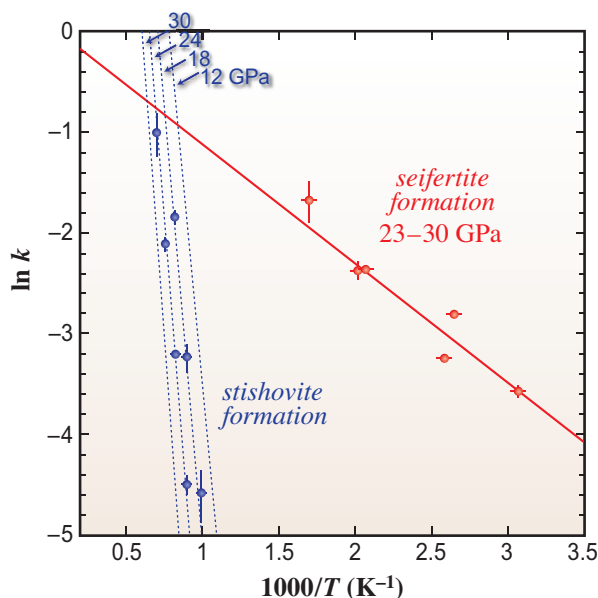 0
−1
−2
−3
−4
−5
ln k
30
24
18
12 GPa
seifertite
formation
23–30 GPa
stishovite
formation
0.5
1
1.5
2
2.5
3
3.5
1000/T (K⁻¹)